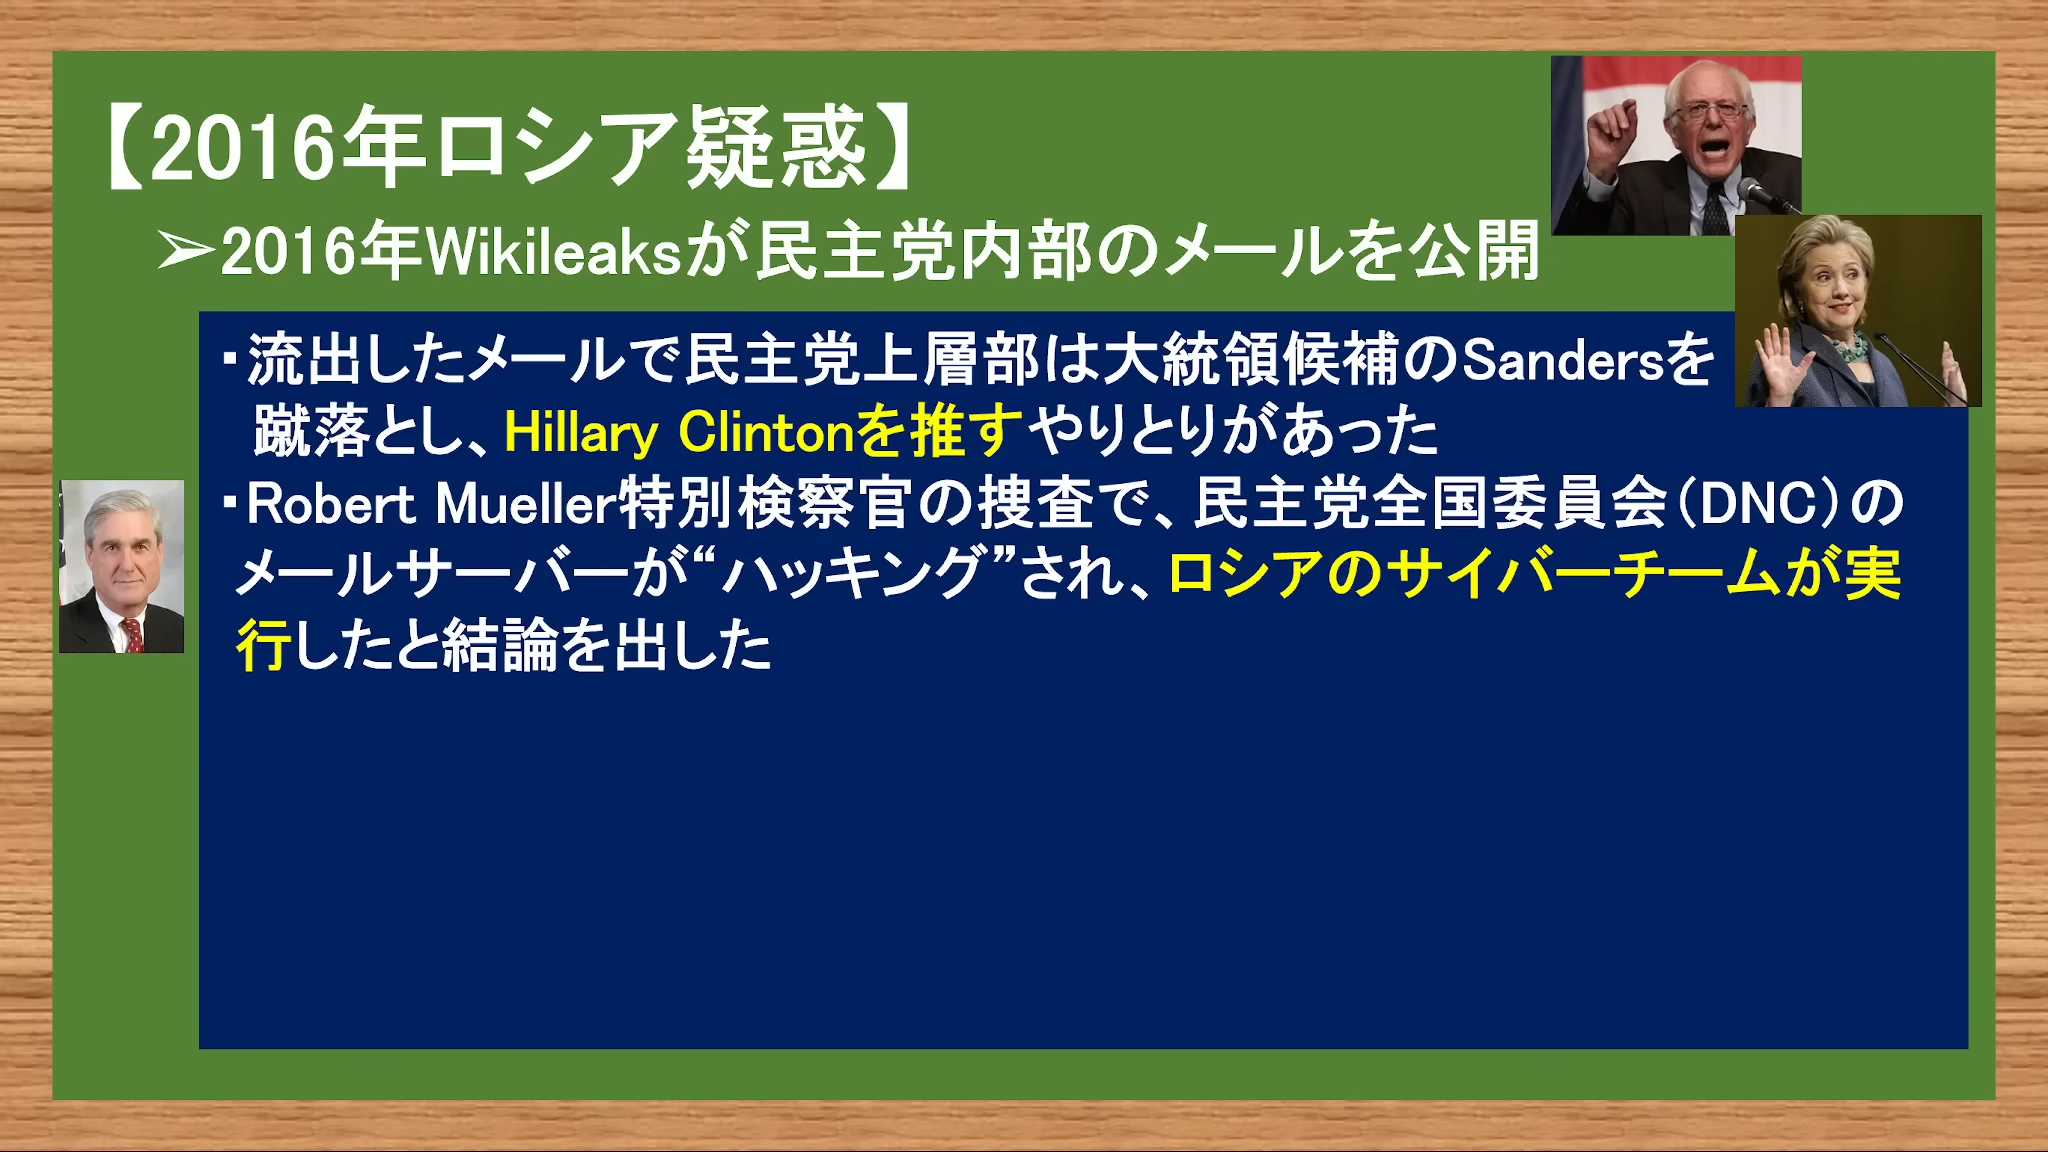 【2016年ロシア疑惑】
➢2016年Wikileaksが民主党内部のメールを公開
・流出したメールで民主党上層部は大統領候補のSandersを
蹴落とし、Hillary Clintonを推すやりとりがあった
・Robert Mueller特別検察官の捜査で、民主党全国委員会（DNC）の
メールサーバーが“ハッキング”され、ロシアのサイバーチームが実
行したと結論を出した